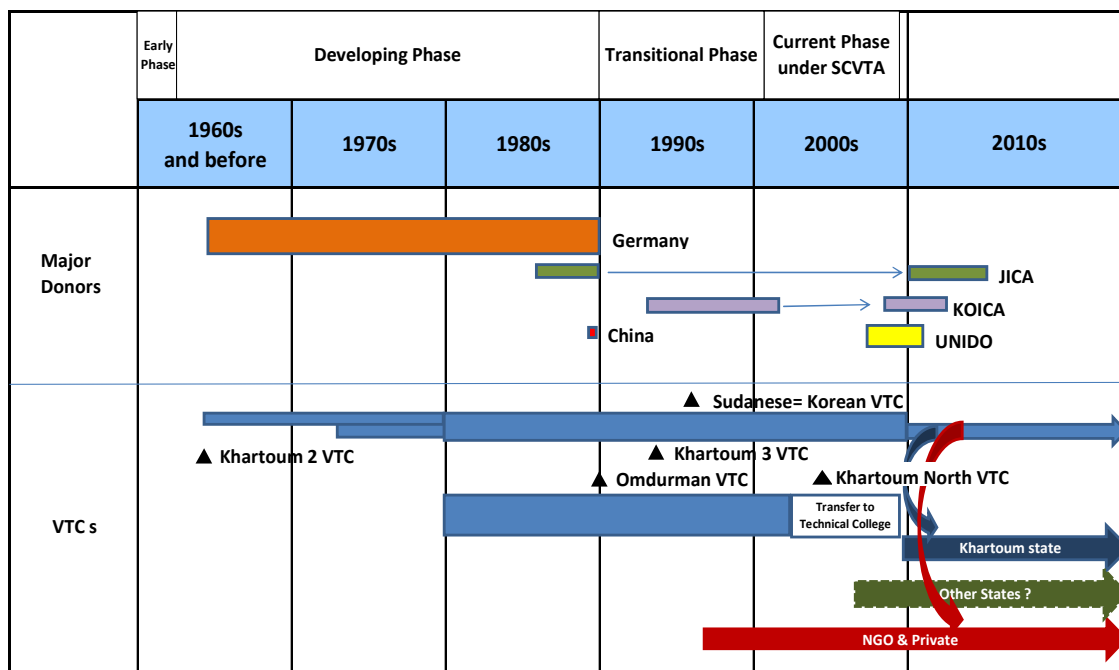 Early
Phase
Developing Phase
Transitional Phase
Current Phase
under SCVTA
1960s
and before
1970s
1980s
1990s
2000s
2010s
Major
Donors
Germany
JICA
KOICA
China
UNIDO
Sudanese= Korean VTC
Khartoum 2 VTC
Khartoum 3 VTC
Omdurman VTC
Khartoum North VTC
VTC s
Transfer to
Technical College
Khartoum state
Other States ?
NGO & Private